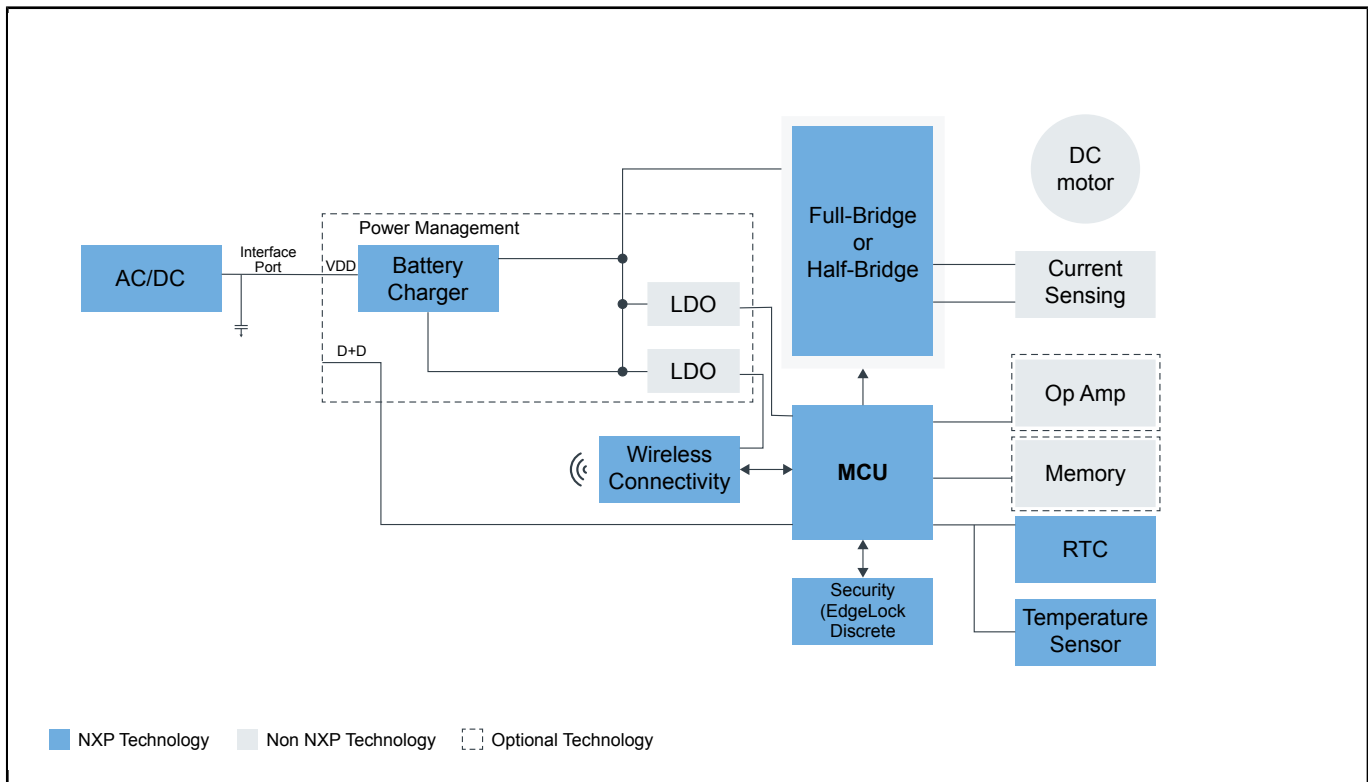 DC
motor
Full-Bridge
or
Half-Bridge
Power Management
Interface
Port
AC/DC
VDD
Battery
Charger
Current
Sensing
LDO
D+D
LDO
Op Amp
Wireless
Connectivity
MCU
Memory
RTC
Security
(EdgeLock
Discrete
Temperature
Sensor
NXP Technology
Non NXP Technology
Optional Technology